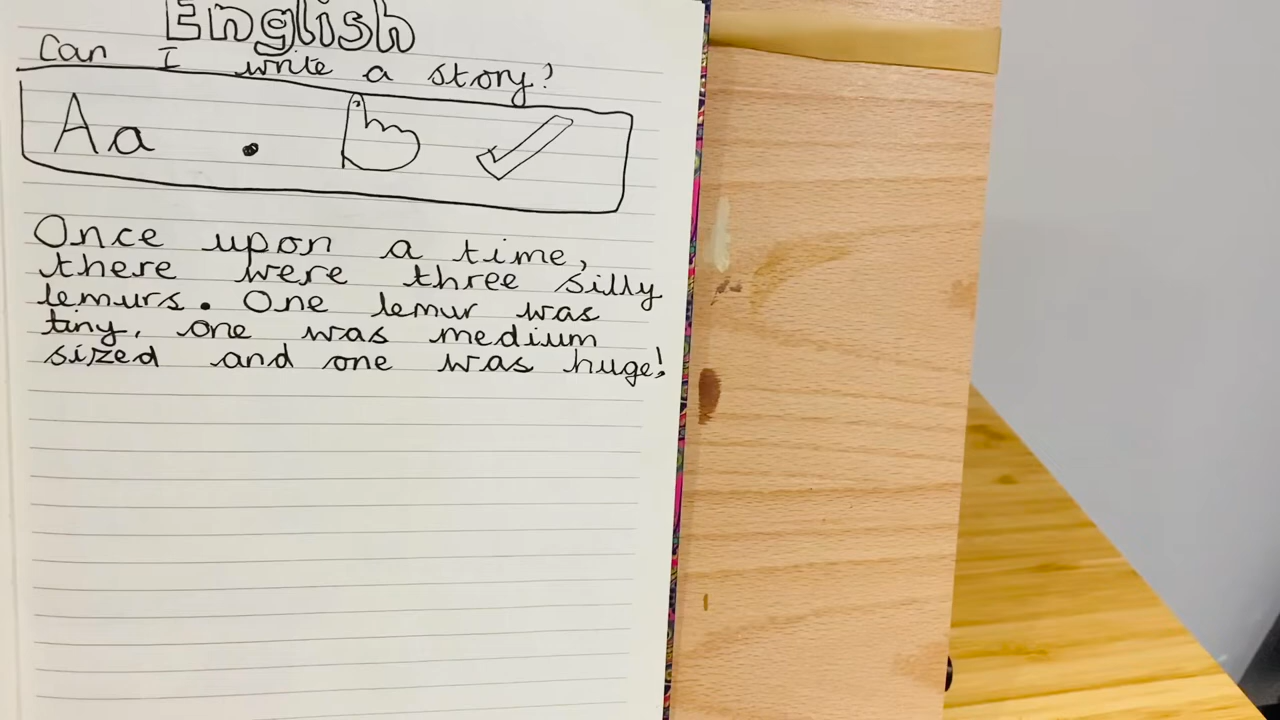 English
Can I write a story?
Aa .
Once upon a time,
there were three silly
lemurs. One lemur was
tiny, one was medium
sized and one was huge!